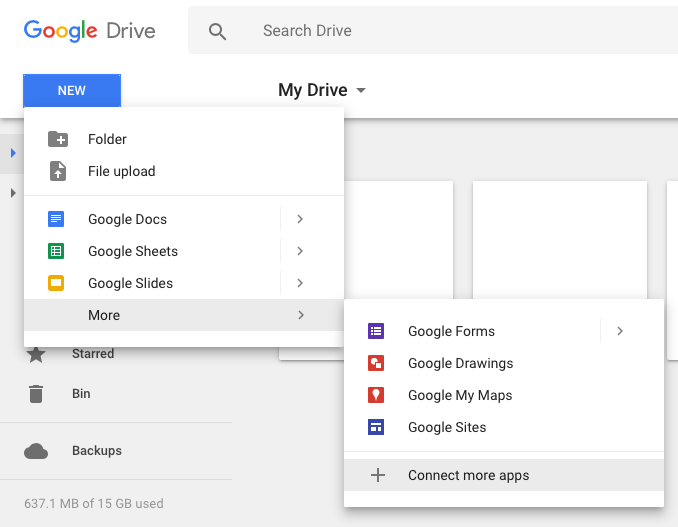 Google Drive
Search Drive
NEW
My Drive
Folder
File upload
Google Docs
Google Sheets
Google Slides
More
Google Forms
Google Drawings
Google My Maps
Google Sites
Connect more apps
Starred
Bin
Backups
637.1 MB of 15 GB used